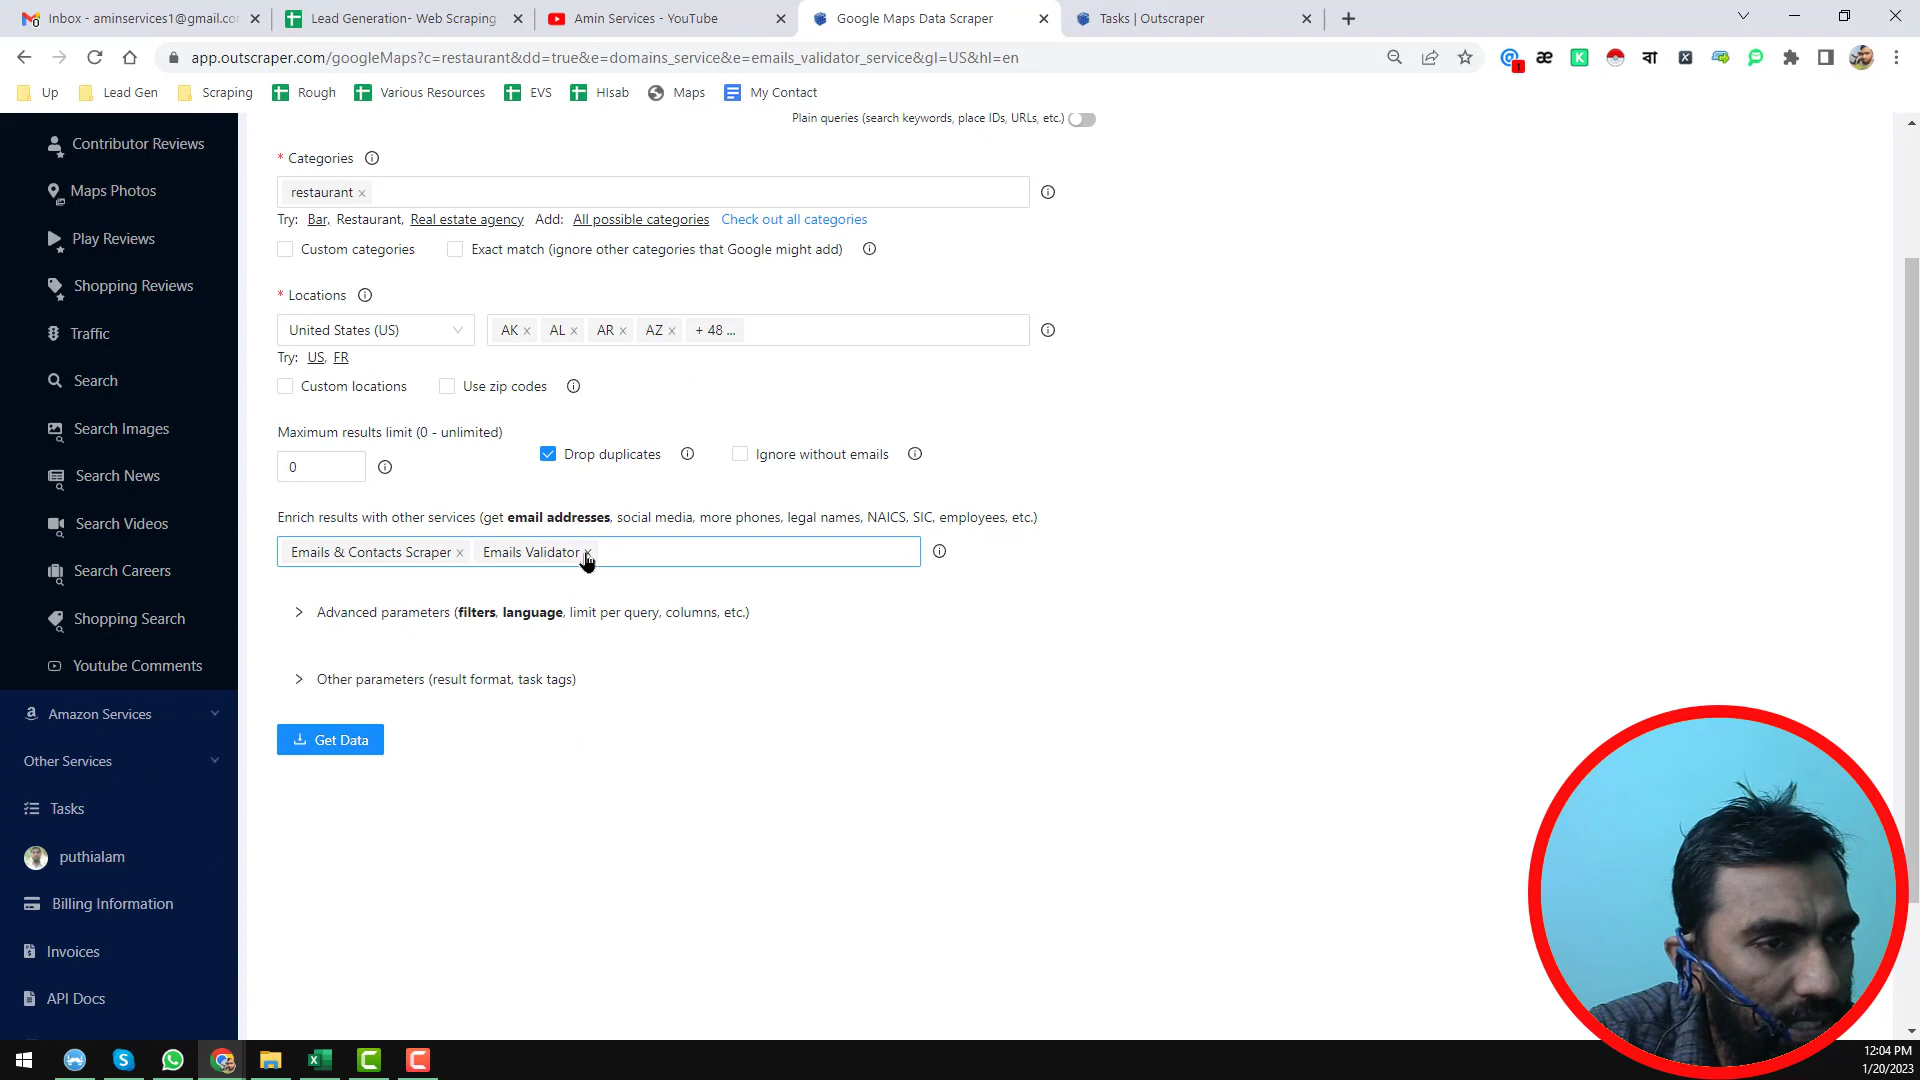 Inbox - aminservices1@gmail.co
Lead Generation- Web Scraping
Amin Services - YouTube
Google Maps Data Scraper
Tasks | Outscraper
app.outscraper.com/googleMaps?c=restaurant&dd=true&e=domains_service&e=emails_validator_service&gl=US&hl=en
1
Up
Lead Gen
Scraping
Rough
Various Resources
EVS
HIsab
Maps
My Contact
Plain queries (search keywords, place IDs, URLs, etc.)
Contributor Reviews
Maps Photos
Play Reviews
Shopping Reviews
Traffic
Search
Search Images
Search News
Search Videos
Search Careers
Shopping Search
Youtube Comments
Amazon Services
Other Services
Tasks
puthialam
Billing Information
Invoices
API Docs
* Categories
restaurant
Try: Bar, Restaurant, Real estate agency Add: All possible categories Check out all categories
Custom categories
Exact match (ignore other categories that Google might add)
* Locations
United States (US)
AK
AL
AR
AZ
+ 48 ...
Try: US, FR
Custom locations
Use zip codes
Maximum results limit (0 - unlimited)
0
Drop duplicates
Ignore without emails
Enrich results with other services (get email addresses, social media, more phones, legal names, NAICS, SIC, employees, etc.)
Emails & Contacts Scraper
Emails Validator
Advanced parameters (filters, language, limit per query, columns, etc.)
Other parameters (result format, task tags)
Get Data
12:04 PM
1/20/2023